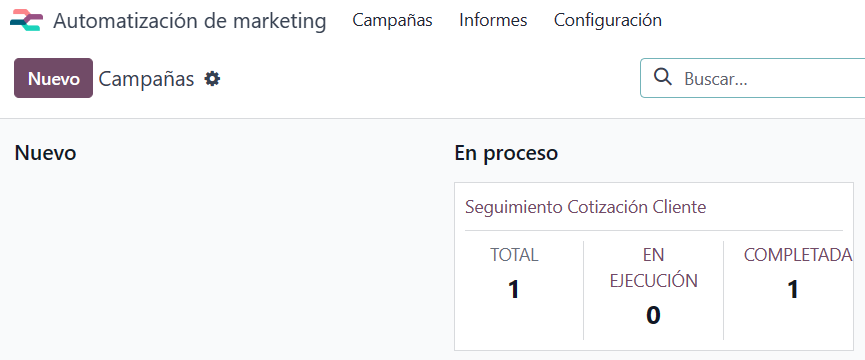 Automatización de marketing Campañas Informes Configuración
Nuevo Campañas Buscar...
Nuevo En proceso
Seguimiento Cotización Cliente
TOTAL EN EJECUCIÓN COMPLETADA
1 0 1